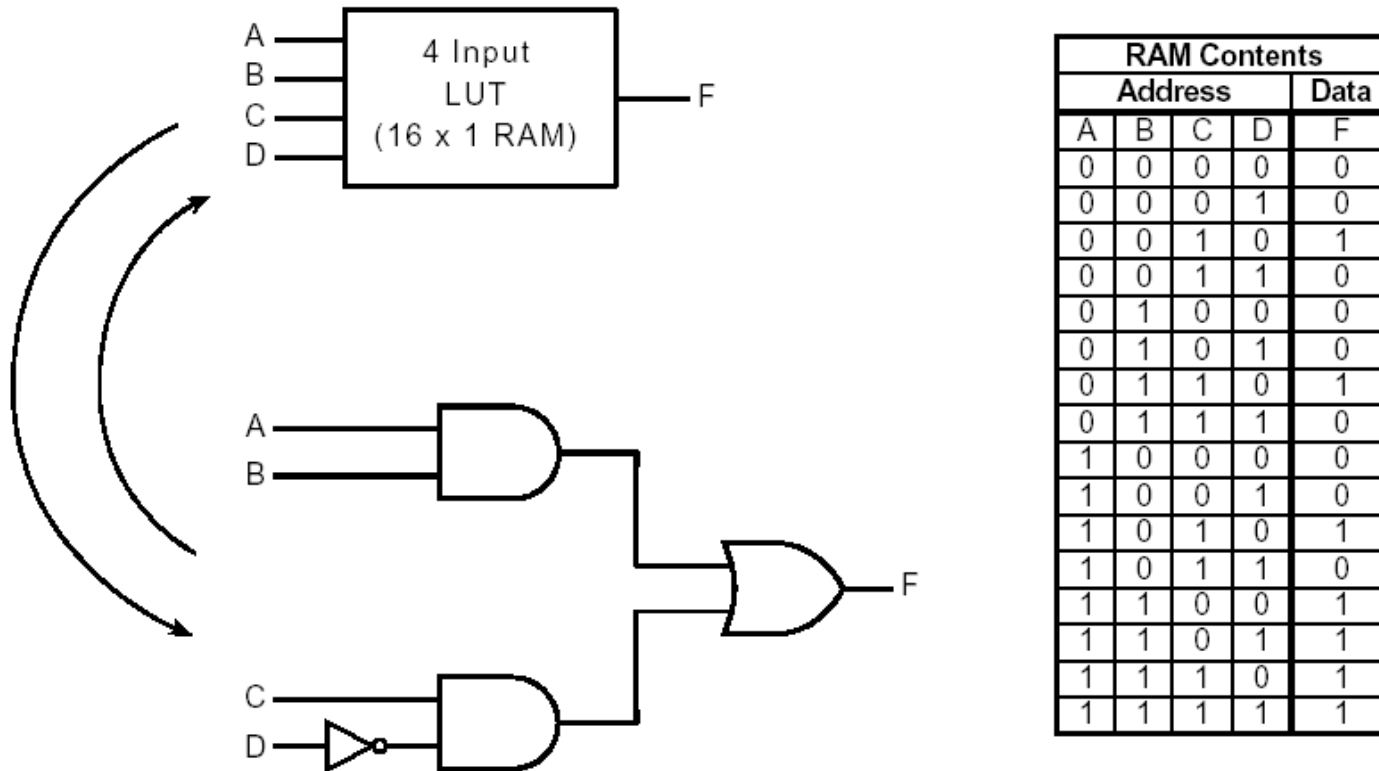 A
B
C
D
4 Input
LUT
(16 x 1 RAM)
F
A
B
C
D
F
RAM Contents
Address Data
A B C D F
0 0 0 0 0
0 0 0 1 0
0 0 1 0 1
0 0 1 1 0
0 1 0 0 0
0 1 0 1 0
0 1 1 0 1
0 1 1 1 0
1 0 0 0 0
1 0 0 1 0
1 0 1 0 1
1 0 1 1 0
1 1 0 0 1
1 1 0 1 1
1 1 1 0 1
1 1 1 1 1